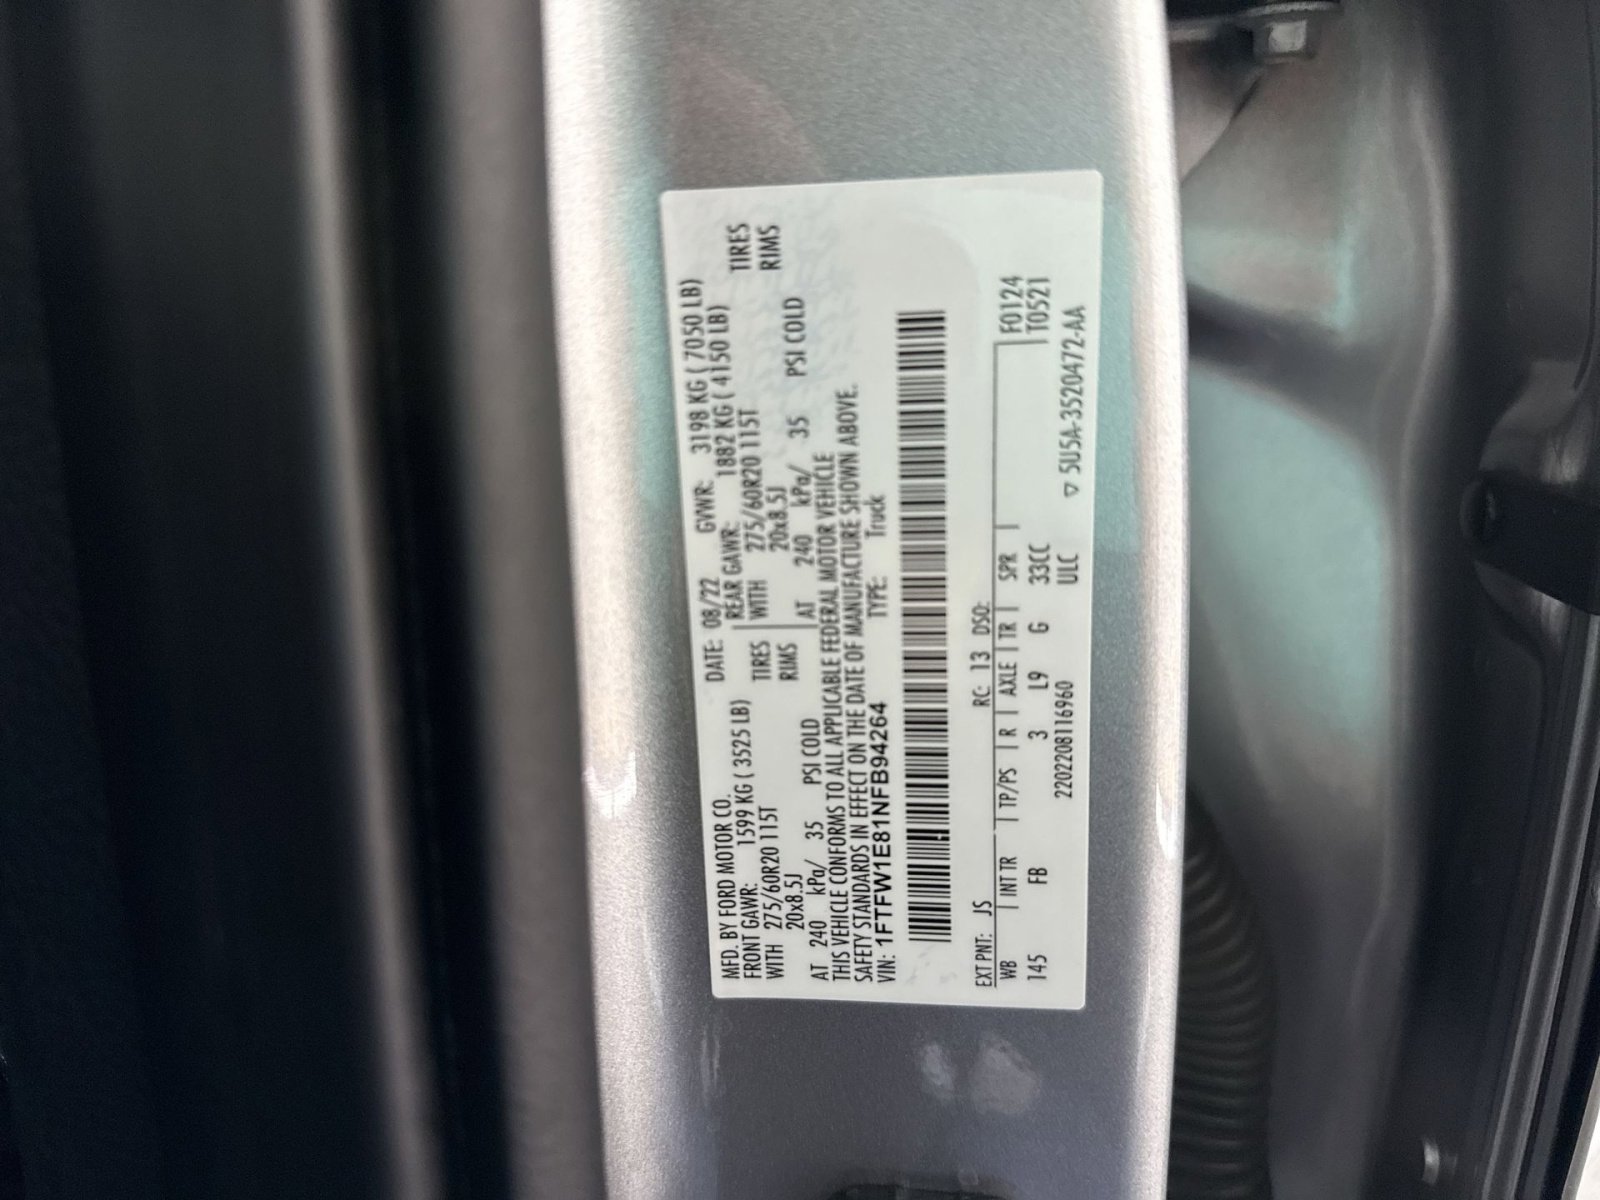 MFD. BY FORD MOTOR CO.
DATE: 08/22 GVWR: 3198 KG ( 7050 LB)
FRONT GAWR: 1599 KG ( 3525 LB)
REAR GAWR: 1882 KG ( 4150 LB)
WITH 275/60R20 115T TIRES
WITH 275/60R20 115T TIRES
20x8.5J RIMS
20x8.5J RIMS
AT 240 kPa/ 35 PSI COLD
AT 240 kPa/ 35 PSI COLD
THIS VEHICLE CONFORMS TO ALL APPLICABLE FEDERAL MOTOR VEHICLE
SAFETY STANDARDS IN EFFECT ON THE DATE OF MANUFACTURE SHOWN ABOVE.
VIN: 1FTFW1E81NFB94264 TYPE: Truck
EXT PNT: JS RC: 13 DSO:
WB | INT TR | TP/PS | R | AXLE | TR | SPR | F0124
145 FB 3 L9 G 33CC T0521
2202208116960 ULC ▽ 5U5A-3520472-AA